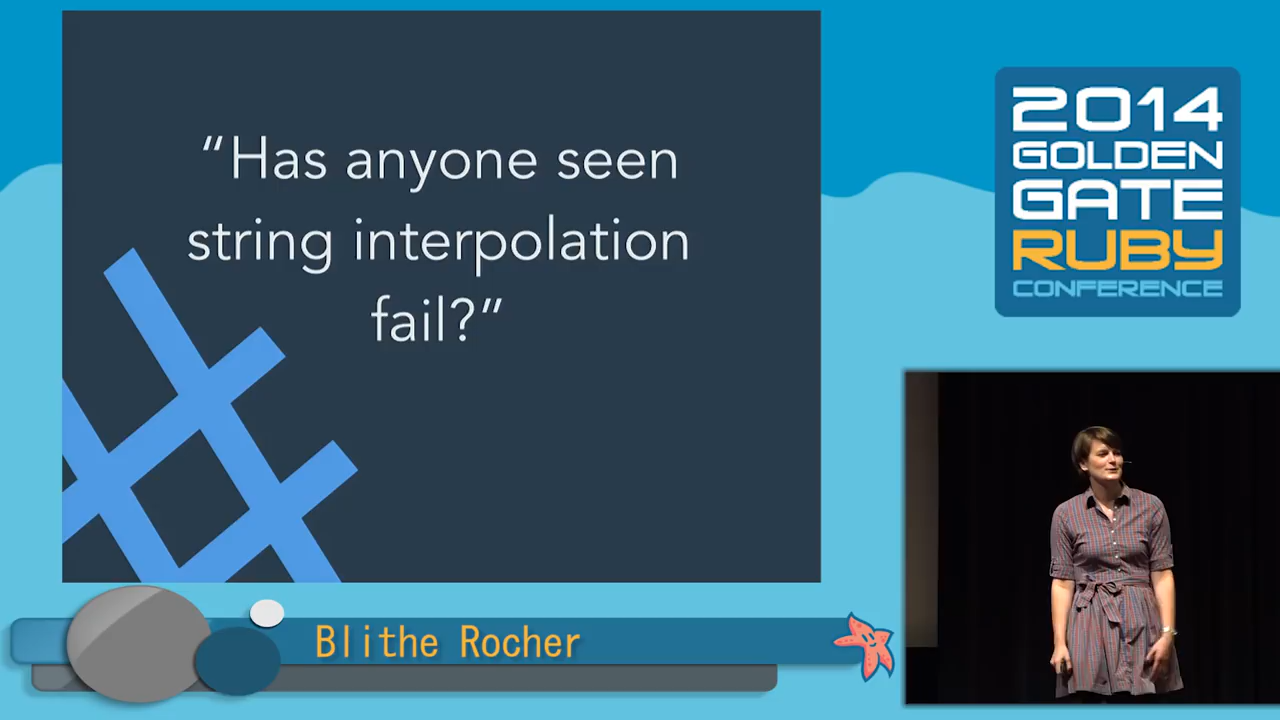 “Has anyone seen
string interpolation
fail?”
2014
GOLDEN
GATE
RUBY
CONFERENCE
Blithe Rocher